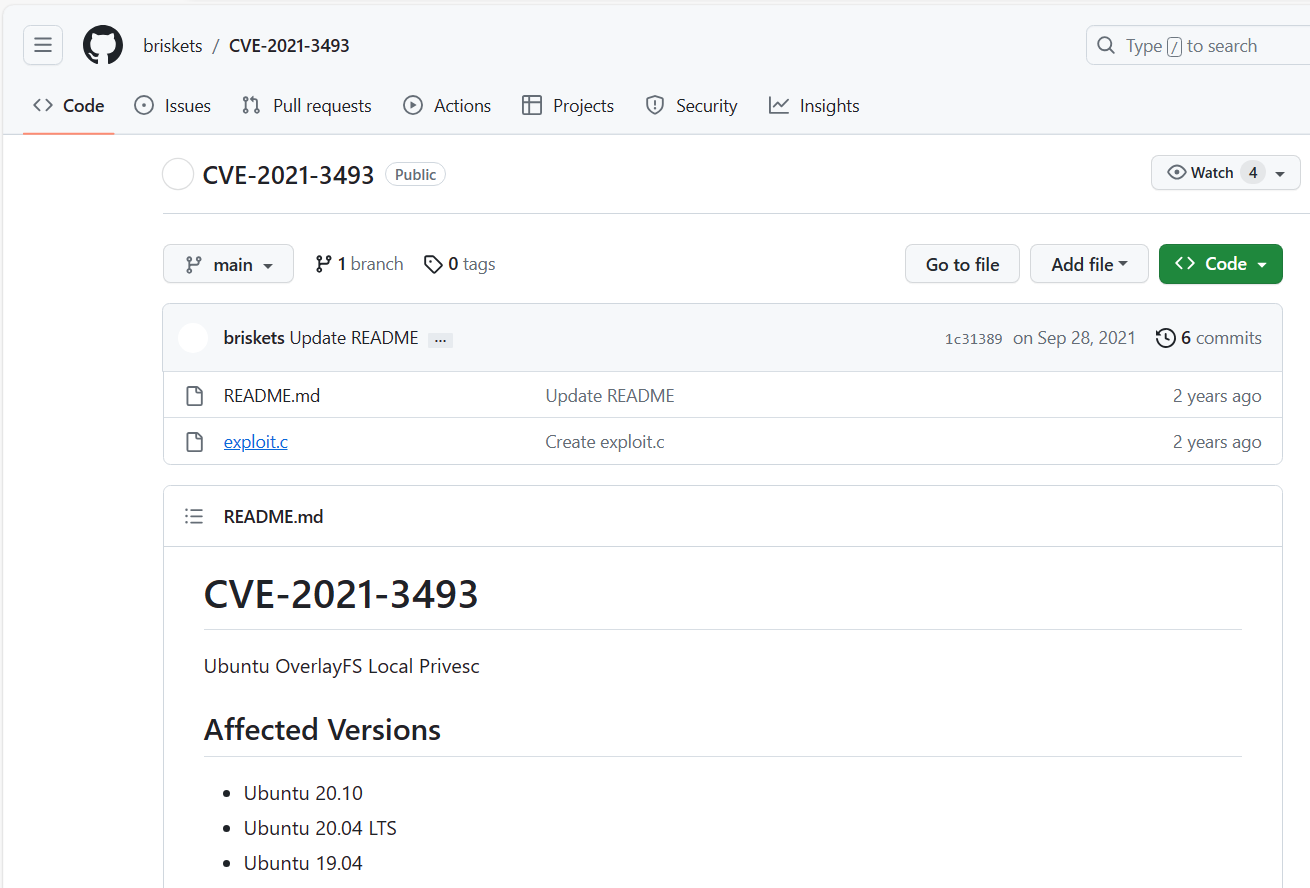 briskets / CVE-2021-3493
Type / to search
Code Issues Pull requests Actions Projects Security Insights
CVE-2021-3493 Public
Watch 4
main 1 branch 0 tags Go to file Add file Code
briskets Update README ... 1c31389 on Sep 28, 2021 6 commits
README.md Update README 2 years ago
exploit.c Create exploit.c 2 years ago
README.md
CVE-2021-3493
Ubuntu OverlayFS Local Privesc
Affected Versions
• Ubuntu 20.10
• Ubuntu 20.04 LTS
• Ubuntu 19.04